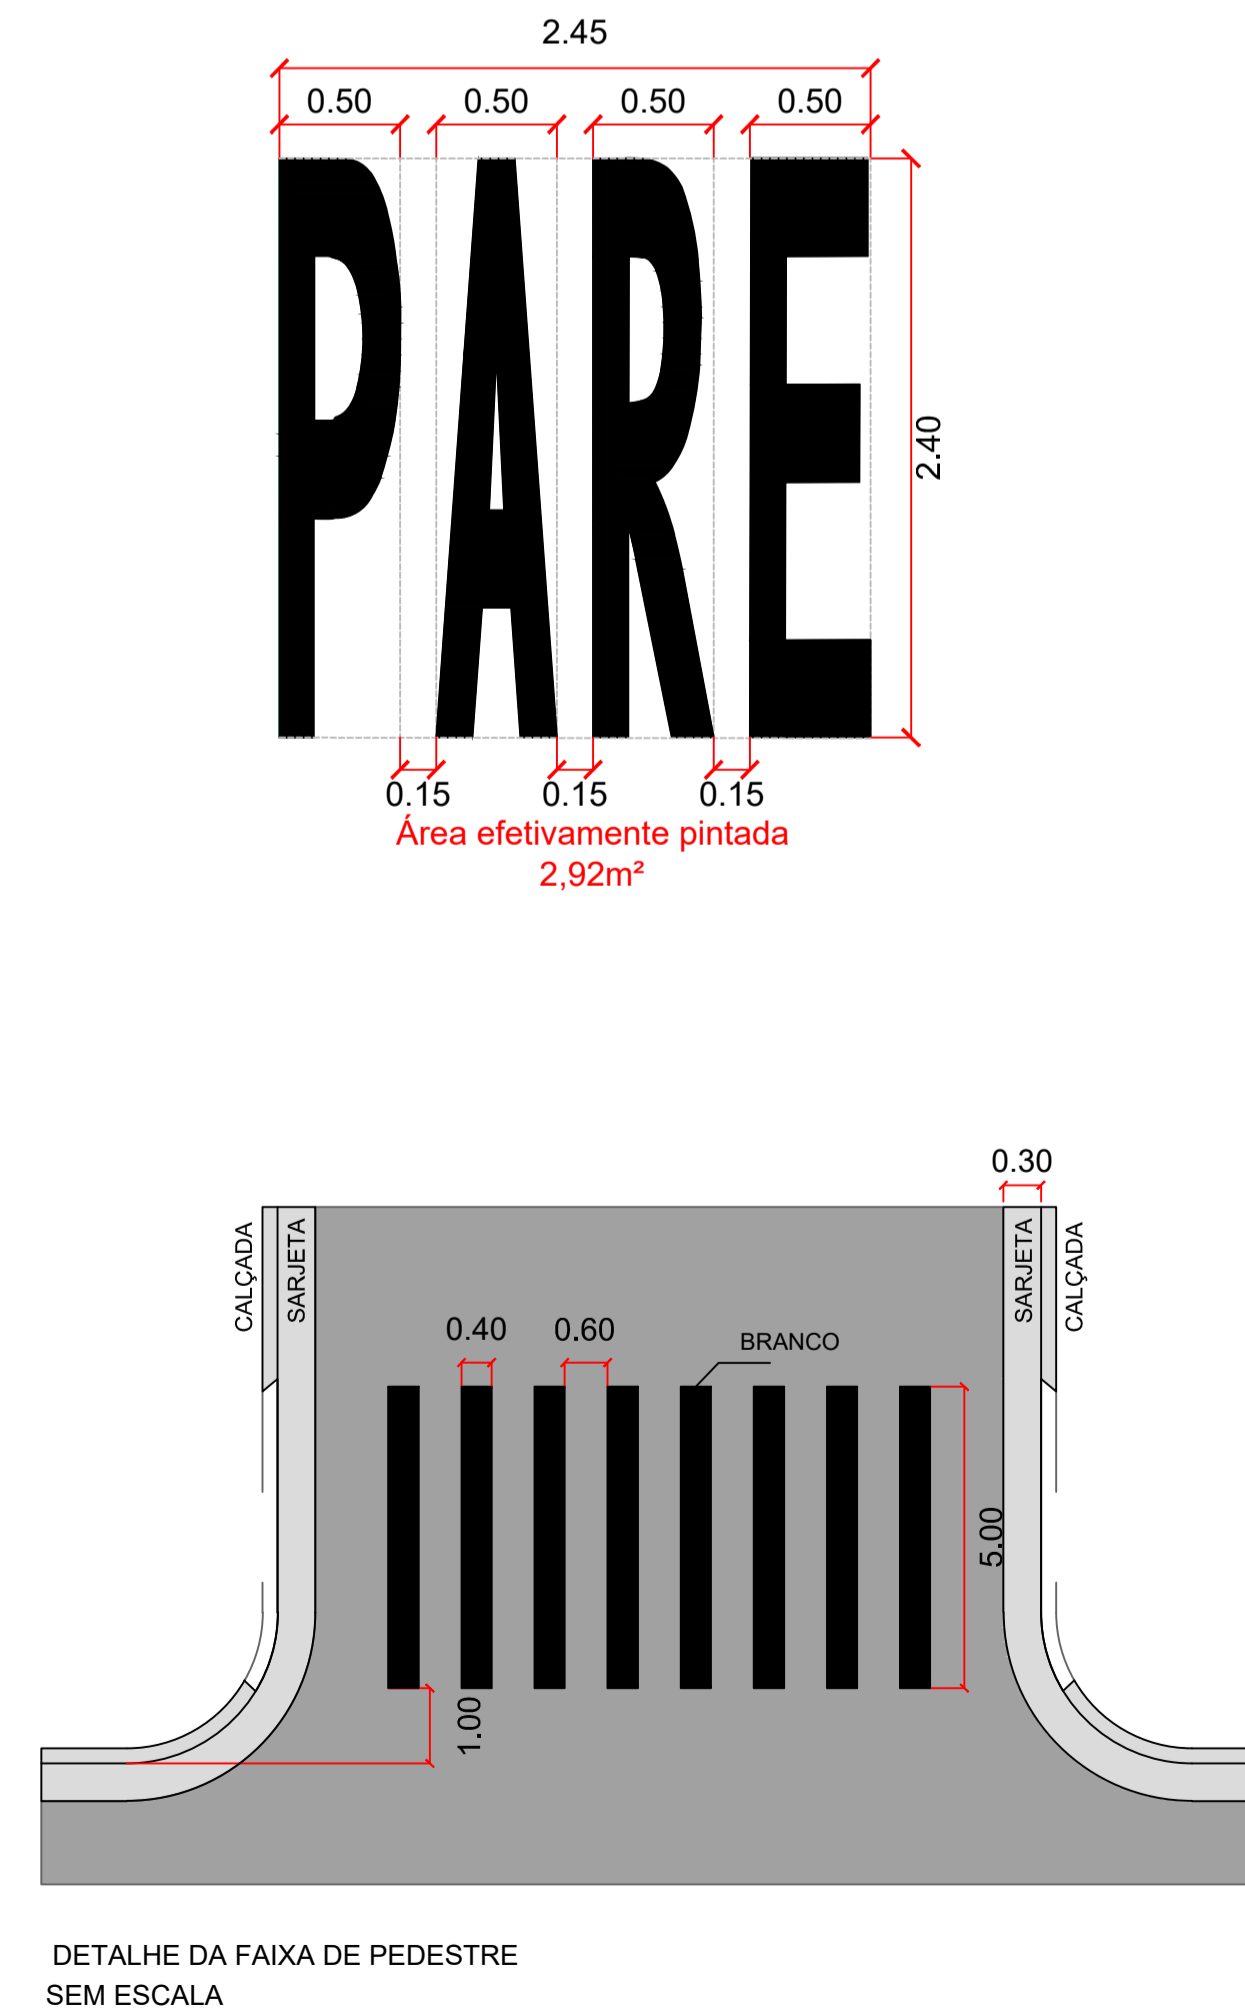 2.45
0.50 0.50 0.50 0.50
PARE
2.40
0.15 0.15 0.15
Área efetivamente pintada
2,92m²
0.30
CALÇADA SARJETA SARJETA CALÇADA
0.40 0.60 BRANCO
5.00
1.00
DETALHE DA FAIXA DE PEDESTRE
SEM ESCALA